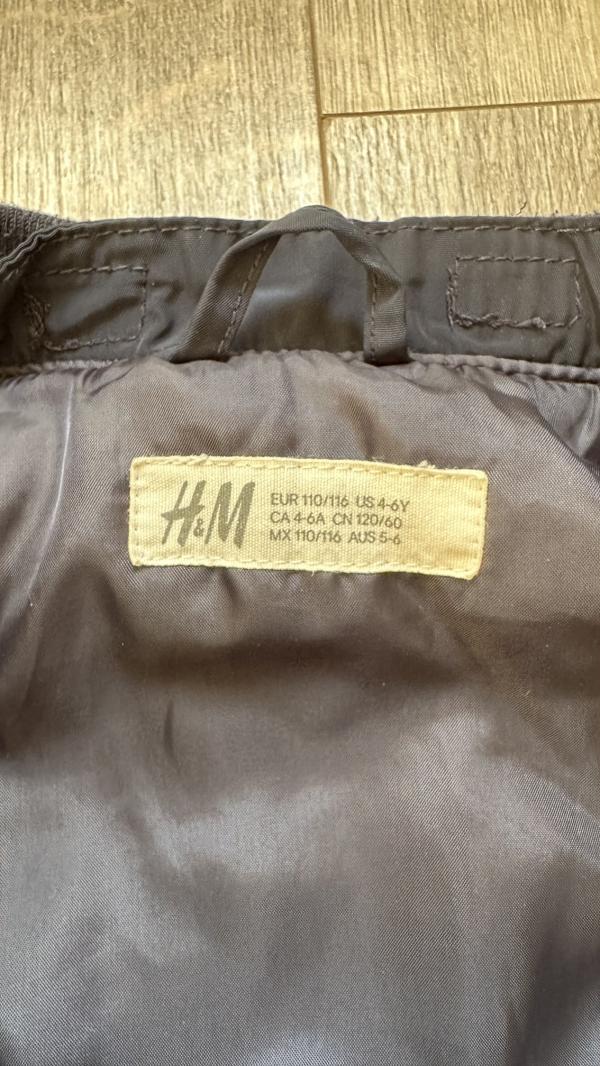 H&M
EUR 110/116 US 4-6Y
CA 4-6A CN 120/60
MX 110/116 AUS 5-6